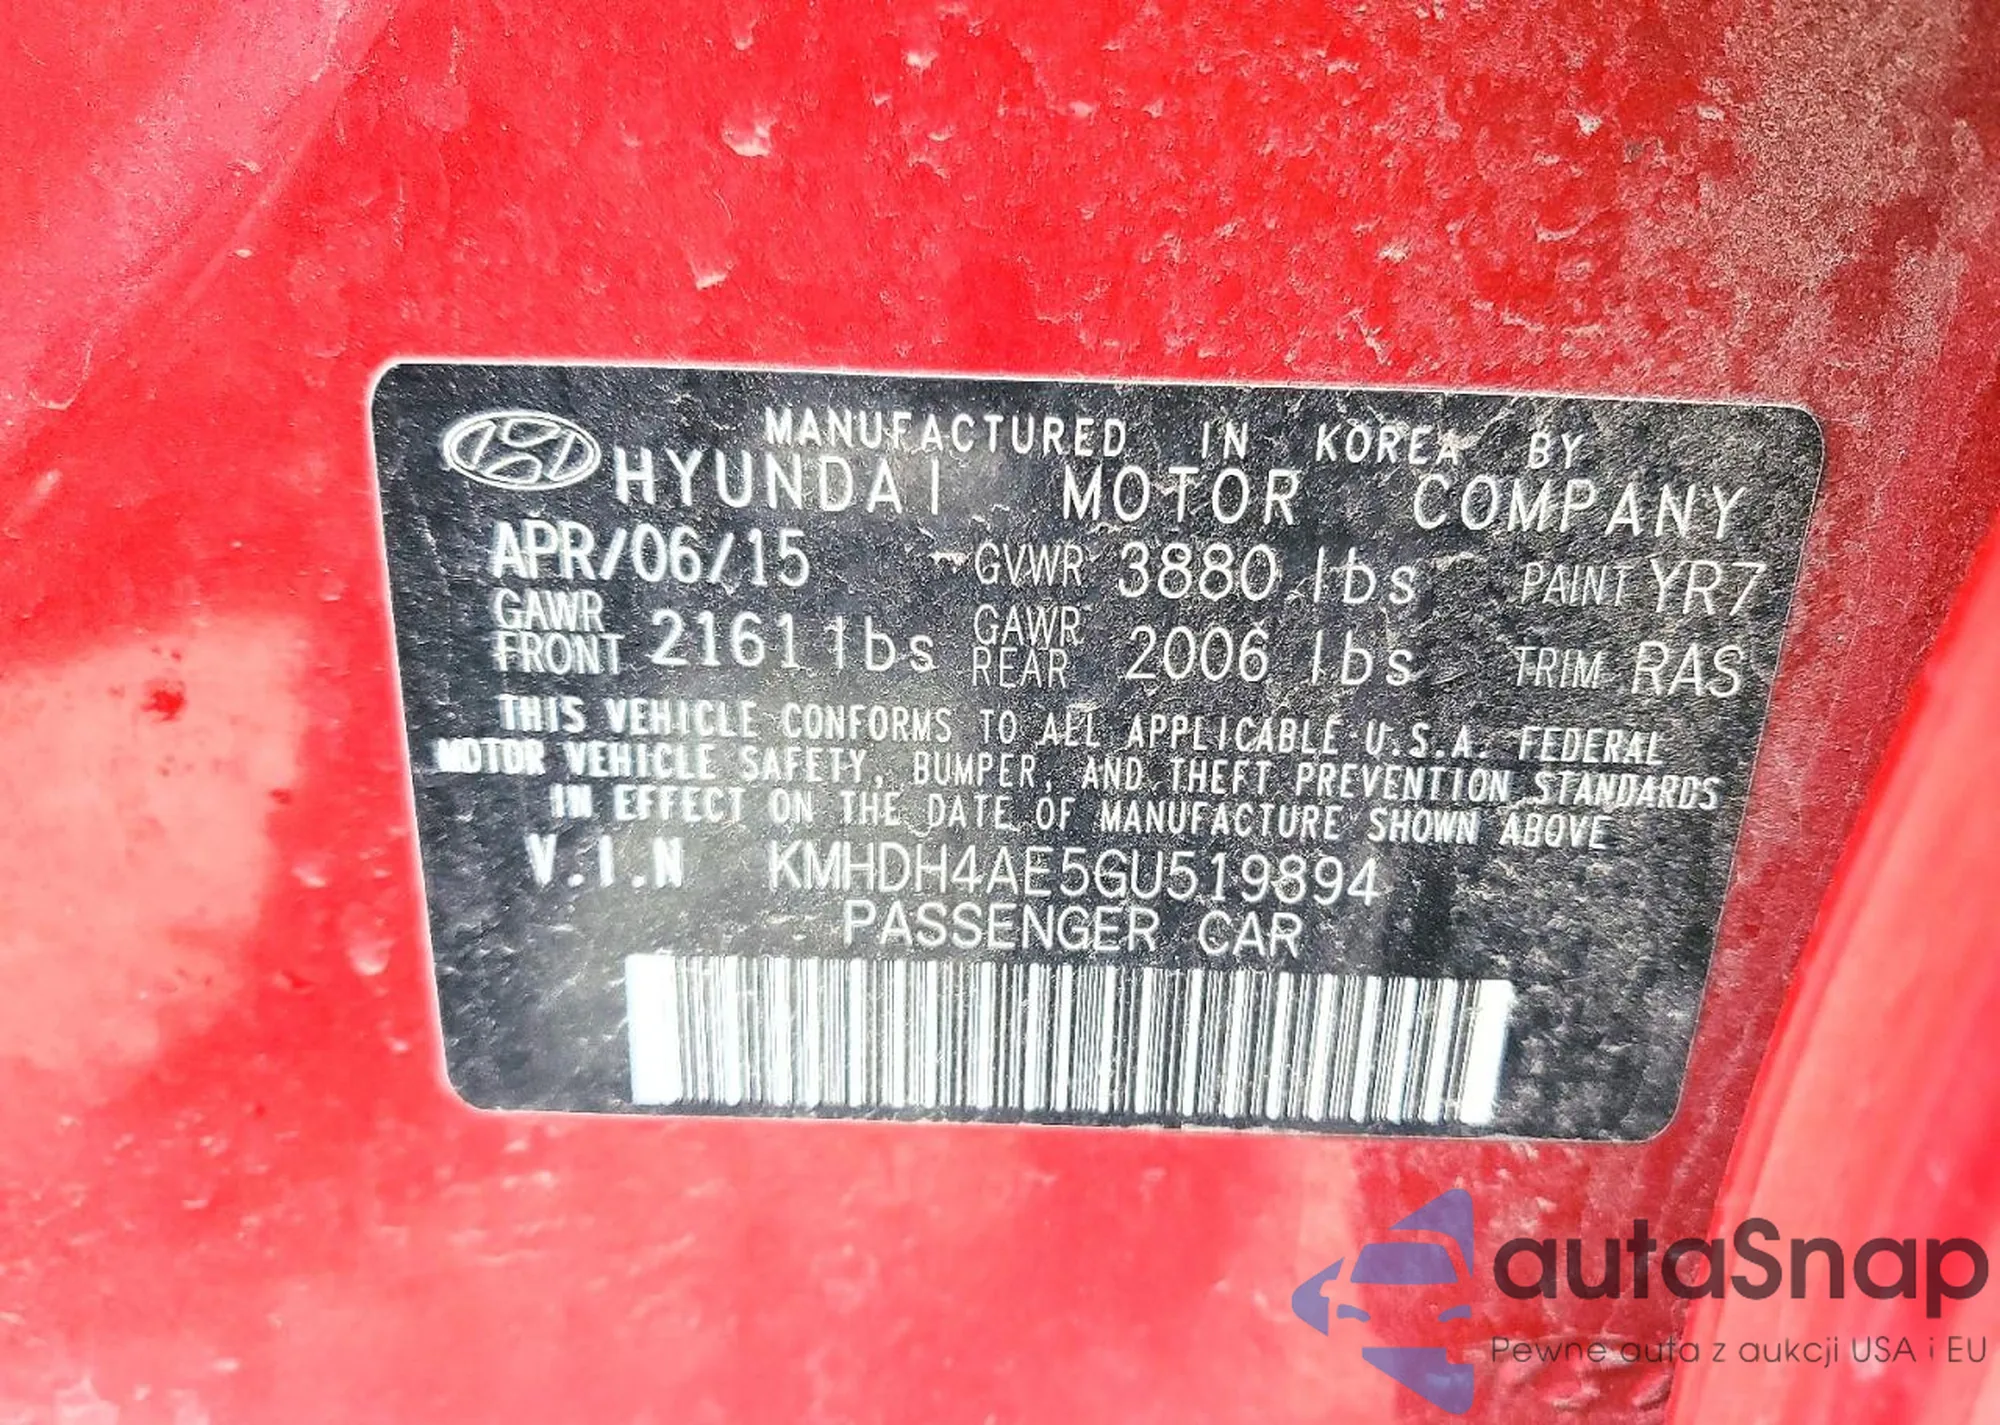 MANUFACTURED IN KOREA BY
HYUNDAI MOTOR COMPANY
APR/06/15 GVWR 3880 lbs PAINT YR7
GAWR FRONT 2161 lbs GAWR REAR 2006 lbs TRIM RAS
THIS VEHICLE CONFORMS TO ALL APPLICABLE U.S.A. FEDERAL
MOTOR VEHICLE SAFETY, BUMPER, AND THEFT PREVENTION STANDARDS
IN EFFECT ON THE DATE OF MANUFACTURE SHOWN ABOVE
V.I.N KMHDH4AE5GU519894
PASSENGER CAR
autaSnap
Pewne auta z aukcji USA i EU